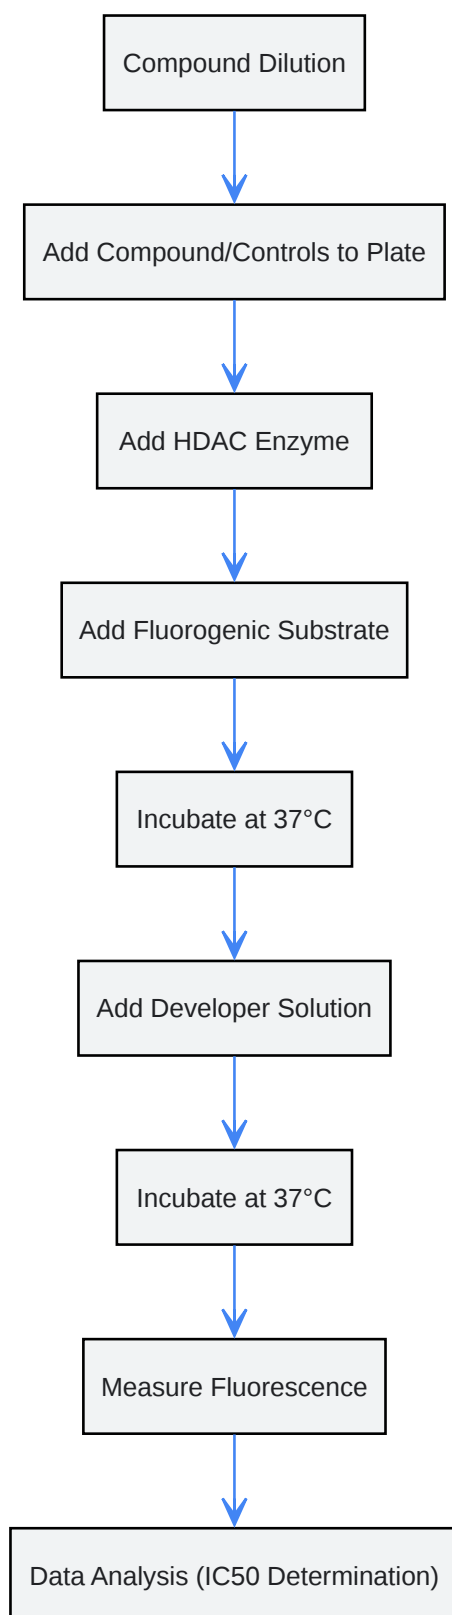 Compound Dilution
Add Compound/Controls to Plate
Add HDAC Enzyme
Add Fluorogenic Substrate
Incubate at 37°C
Add Developer Solution
Incubate at 37°C
Measure Fluorescence
Data Analysis (IC50 Determination)